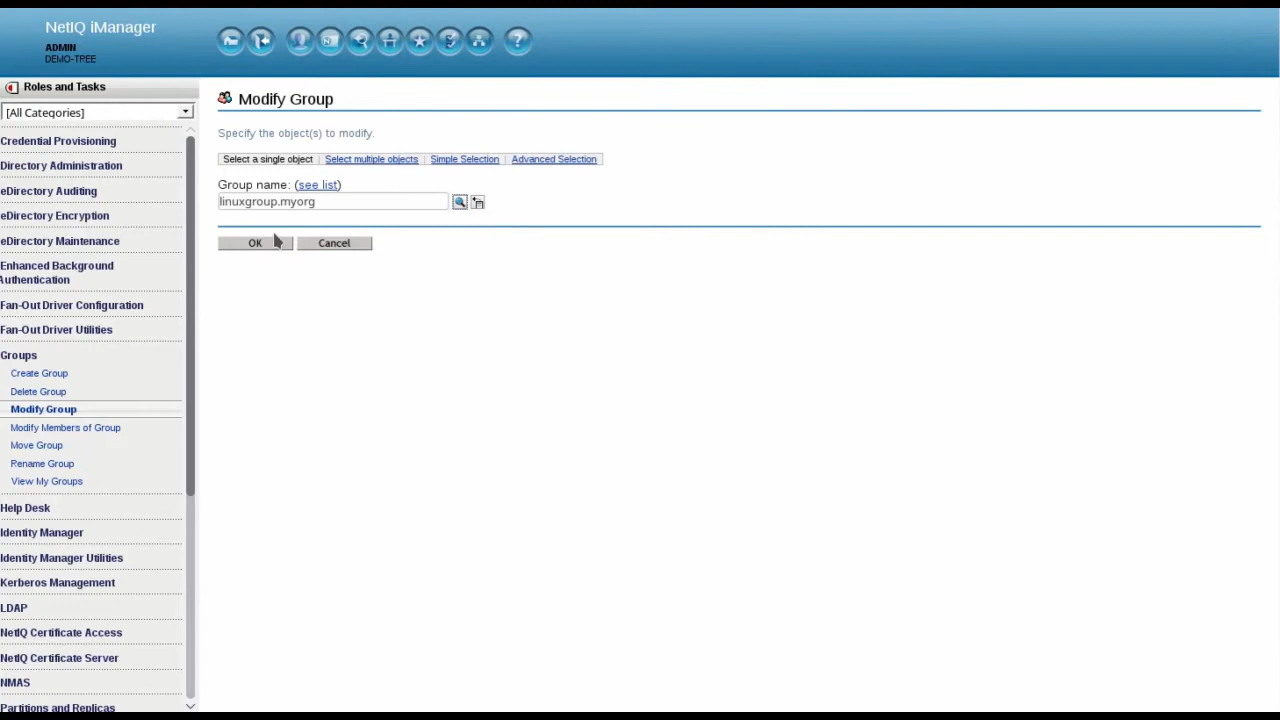 NetIQ iManager
ADMIN
DEMO-TREE
Roles and Tasks
[All Categories]
Credential Provisioning
Directory Administration
eDirectory Auditing
eDirectory Encryption
eDirectory Maintenance
Enhanced Background
Authentication
Fan-Out Driver Configuration
Fan-Out Driver Utilities
Groups
Create Group
Delete Group
Modify Group
Modify Members of Group
Move Group
Rename Group
View My Groups
Help Desk
Identity Manager
Identity Manager Utilities
Kerberos Management
LDAP
NetIQ Certificate Access
NetIQ Certificate Server
NMAS
Partitions and Replicas
Modify Group
Specify the object(s) to modify.
Select a single object | Select multiple objects | Simple Selection | Advanced Selection
Group name: (see list)
linuxgroup.myorg
OK Cancel